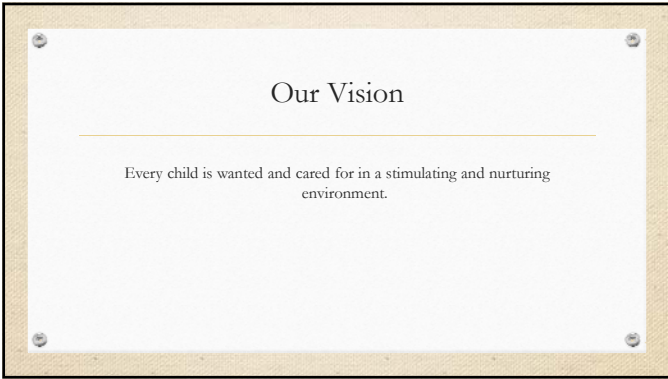 Our Vision
Every child is wanted and cared for in a stimulating and nurturing
environment.